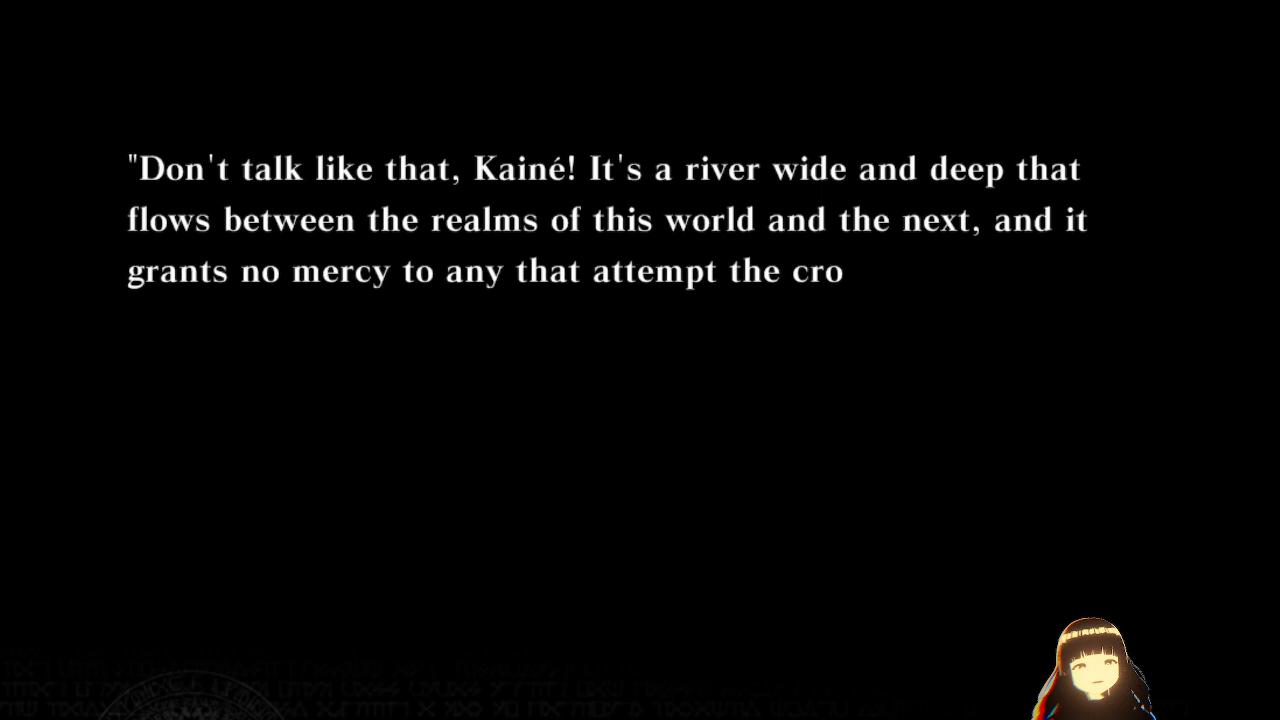 "Don't talk like that, Kainé! It's a river wide and deep that
flows between the realms of this world and the next, and it
grants no mercy to any that attempt the cro